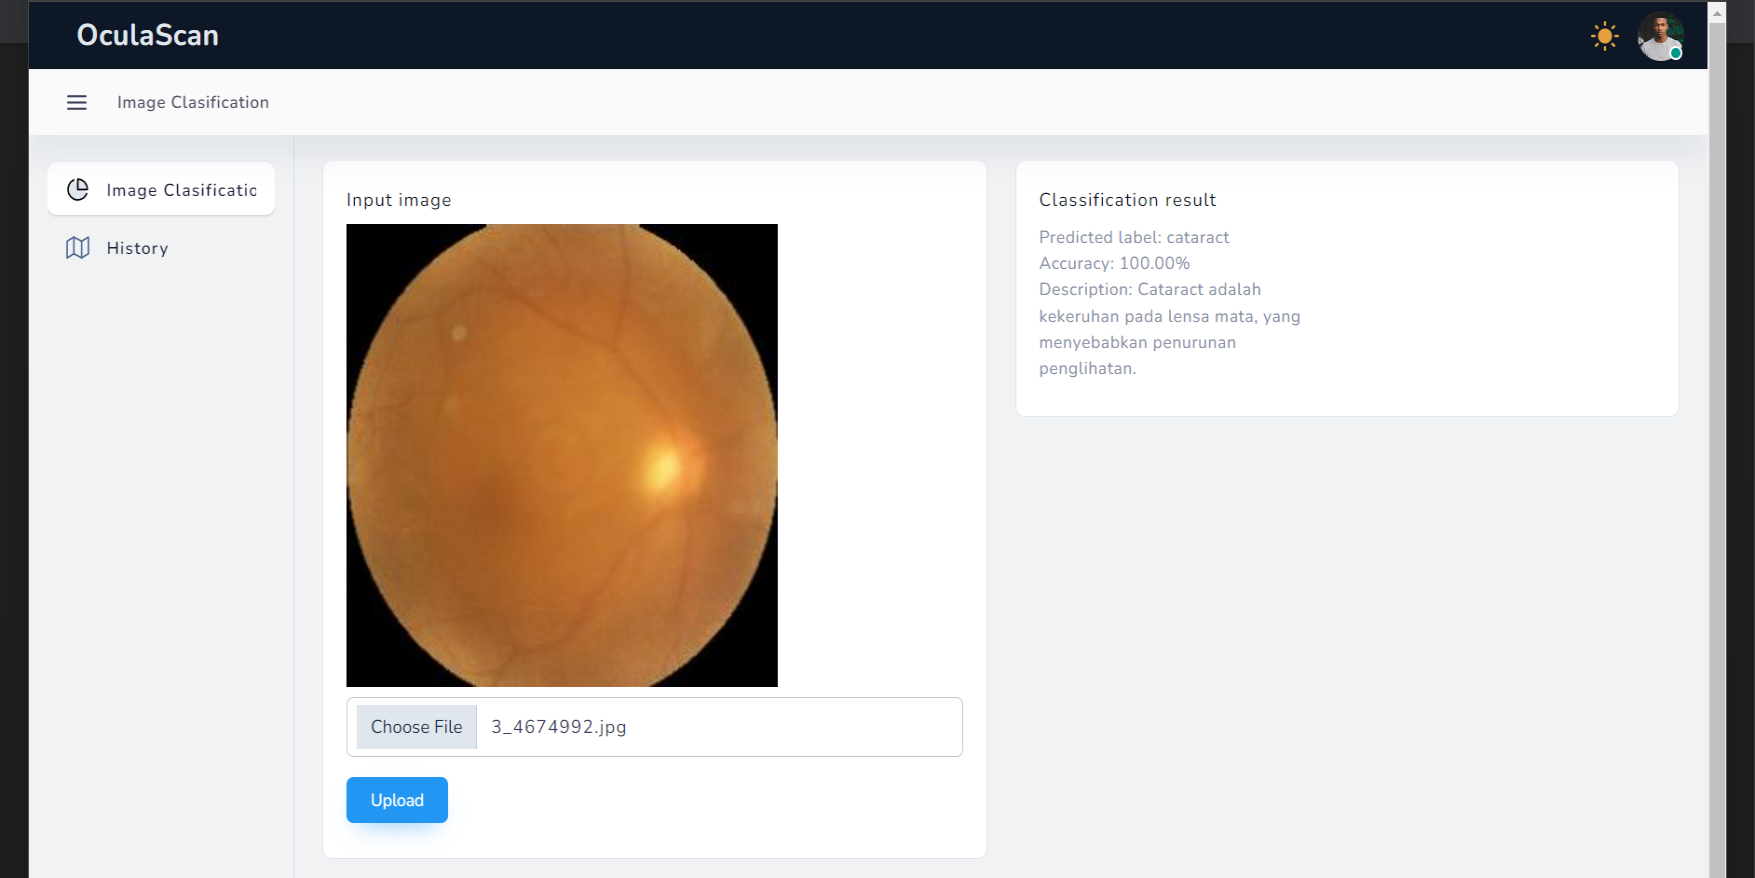 OculaScan
Image Clasification
Image Clasificatio
History
Input image
Choose File 3_4674992.jpg
Upload
Classification result
Predicted label: cataract
Accuracy: 100.00%
Description: Cataract adalah
kekeruhan pada lensa mata, yang
menyebabkan penurunan
penglihatan.